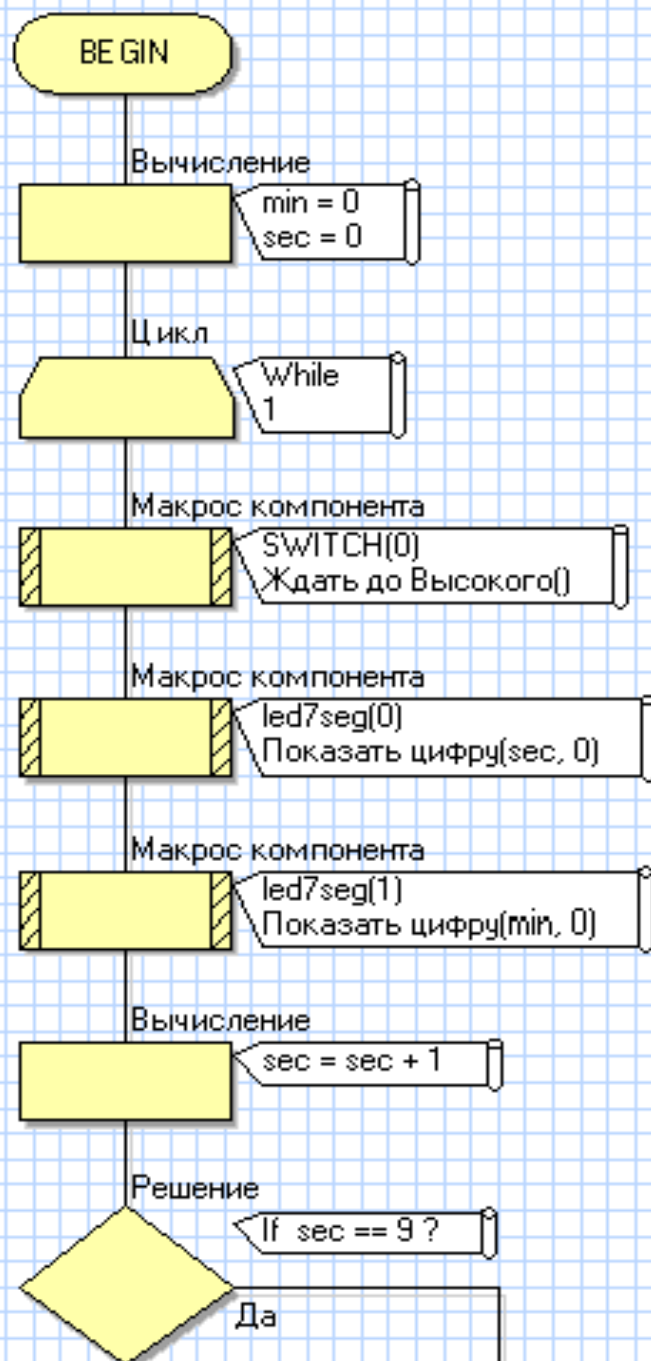 BEGIN
Вычисление
min = 0
sec = 0
Цикл
While
1
Макрос компонента
SWITCH(0)
Ждать до Высокого()
Макрос компонента
led7seg(0)
Показать цифру(sec, 0)
Макрос компонента
led7seg(1)
Показать цифру(min, 0)
Вычисление
sec = sec + 1
Решение
If sec == 9 ?
Да